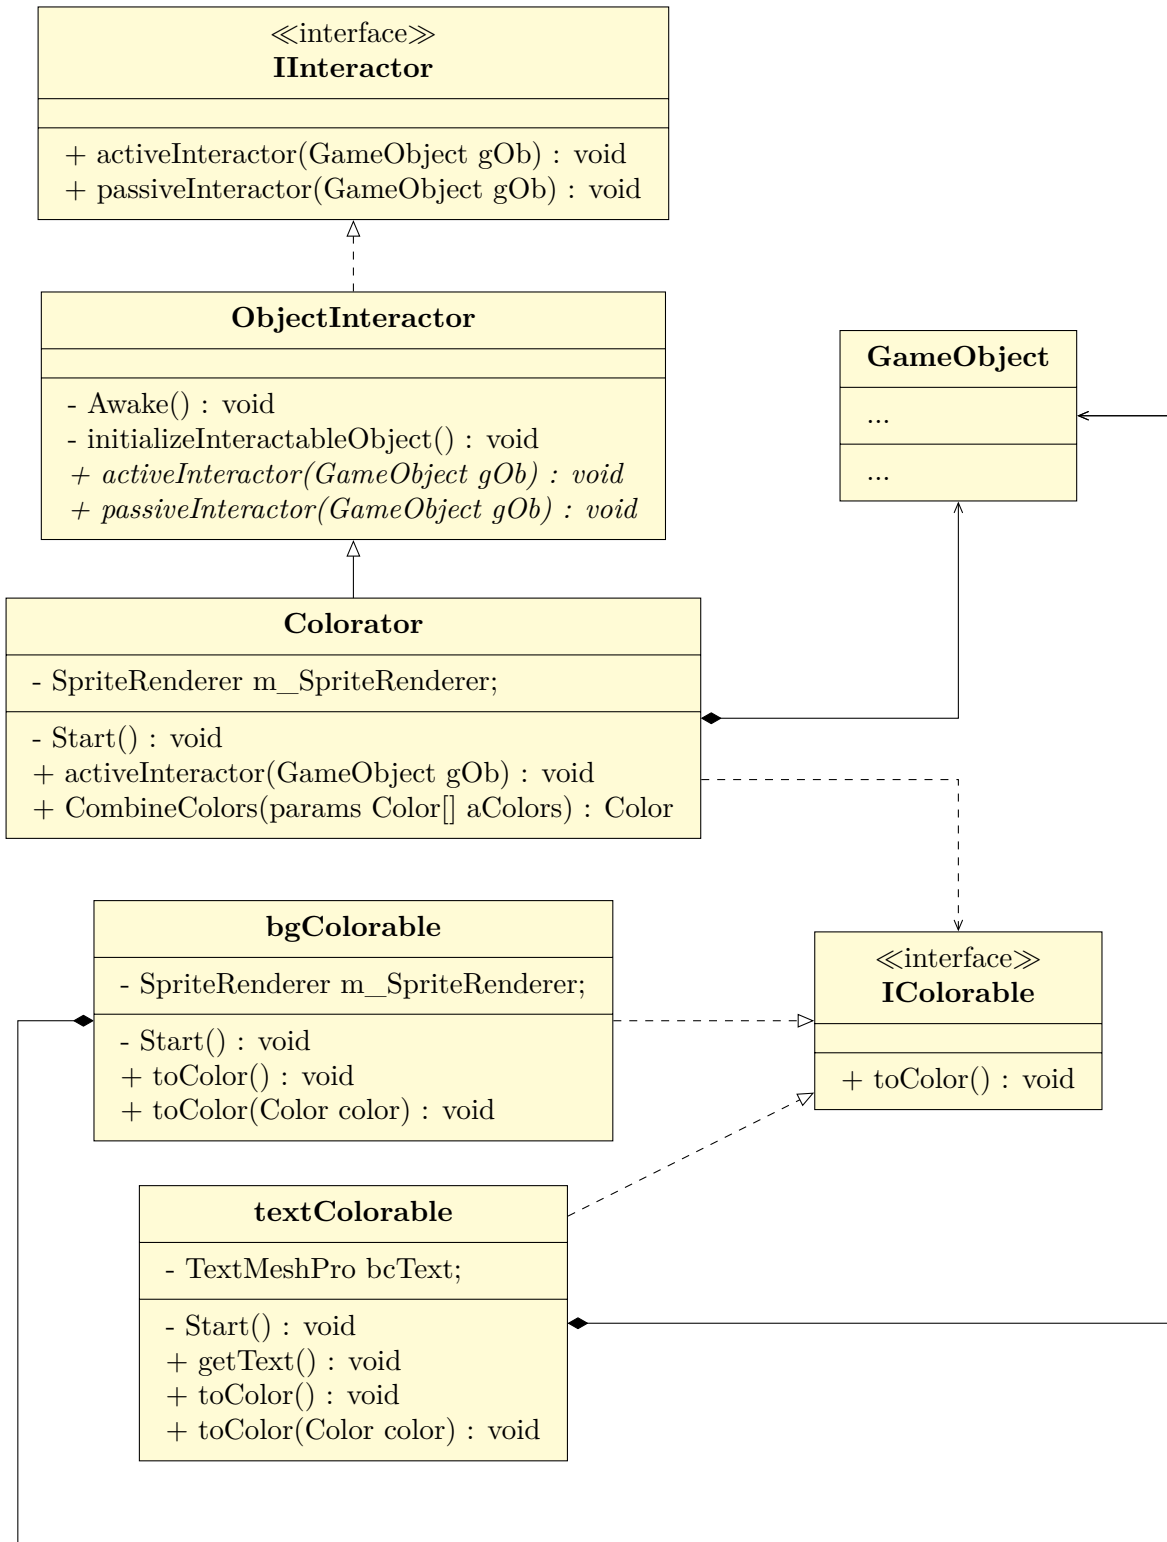 ≪interface≫
IInteractor
+ activeInteractor(GameObject gOb) : void
+ passiveInteractor(GameObject gOb) : void
ObjectInteractor
- Awake() : void
- initializeInteractableObject() : void
+ activeInteractor(GameObject gOb) : void
+ passiveInteractor(GameObject gOb) : void
GameObject
...
...
Colorator
- SpriteRenderer m_SpriteRenderer;
- Start() : void
+ activeInteractor(GameObject gOb) : void
+ CombineColors(params Color[] aColors) : Color
bgColorable
- SpriteRenderer m_SpriteRenderer;
- Start() : void
+ toColor() : void
+ toColor(Color color) : void
≪interface≫
IColorable
+ toColor() : void
textColorable
- TextMeshPro bcText;
- Start() : void
+ getText() : void
+ toColor() : void
+ toColor(Color color) : void